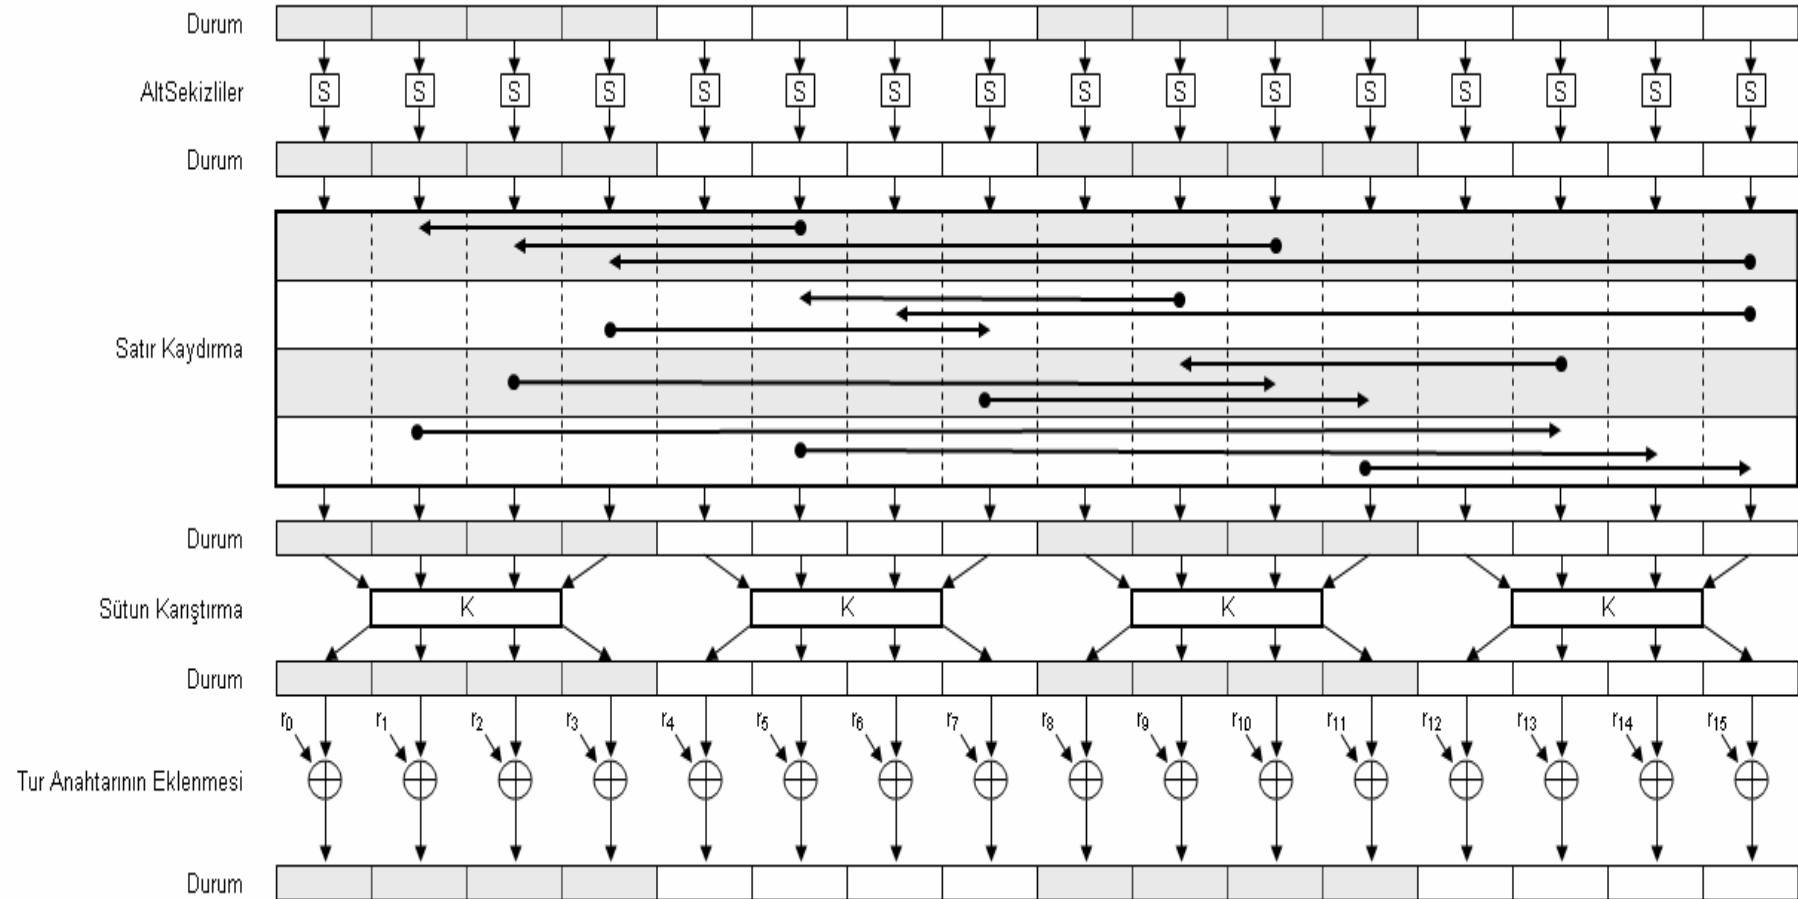 Durum
AltSekizliler
S S S S S S S S S S S S S S S S
Durum
Satır Kaydırma
Durum
Sütun Karıştırma
K K K K
Durum
r0 r1 r2 r3 r4 r5 r6 r7 r8 r9 r10 r11 r12 r13 r14 r15
Tur Anahtarının Eklenmesi
Durum